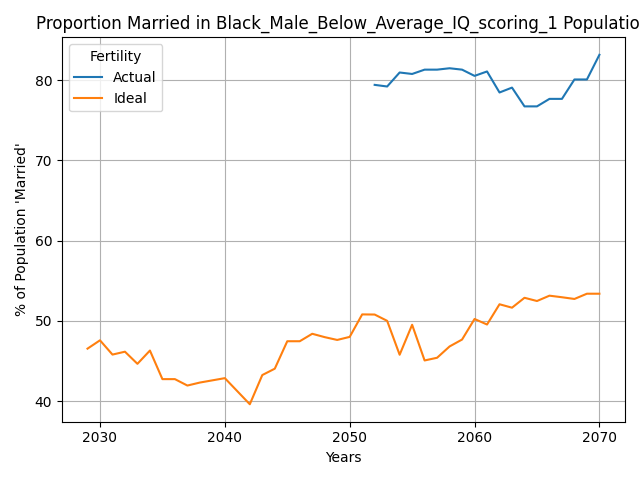 Proportion Married in Black_Male_Below_Average_IQ_scoring_1 Populatio
Fertility
Actual
Ideal
% of Population 'Married'
80
70
60
50
40
2030 2040 2050 2060 2070
Years